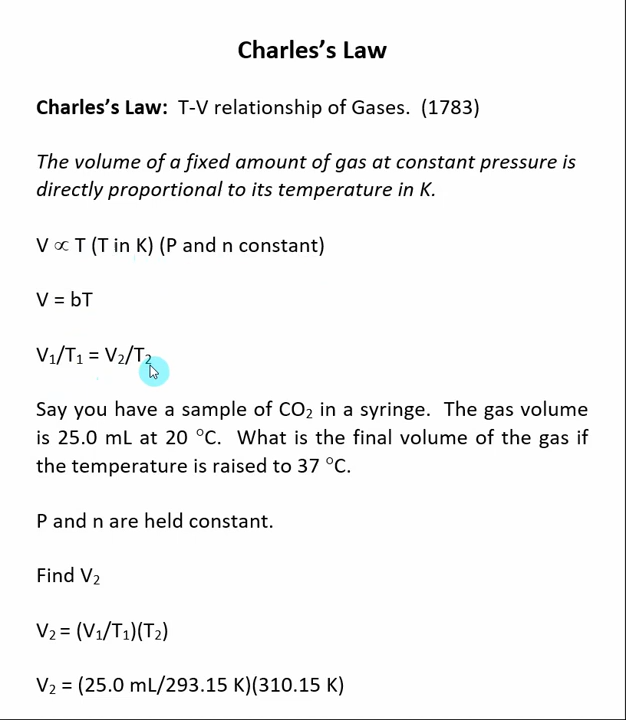 Charles’s Law
Charles’s Law: T-V relationship of Gases. (1783)
The volume of a fixed amount of gas at constant pressure is
directly proportional to its temperature in K.
V ∝ T (T in K) (P and n constant)
V = bT
V₁/T₁ = V₂/T₂
Say you have a sample of CO₂ in a syringe. The gas volume
is 25.0 mL at 20 °C. What is the final volume of the gas if
the temperature is raised to 37 °C.
P and n are held constant.
Find V₂
V₂ = (V₁/T₁)(T₂)
V₂ = (25.0 mL/293.15 K)(310.15 K)